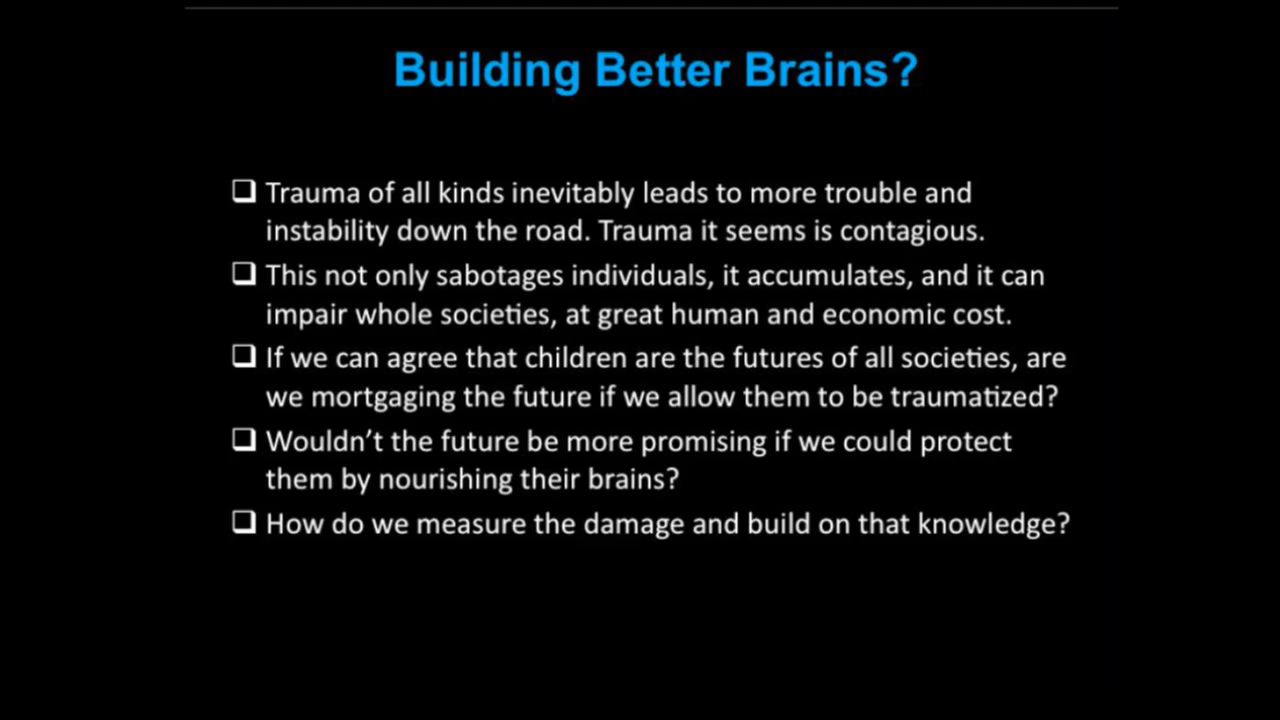 Building Better Brains?
❑ Trauma of all kinds inevitably leads to more trouble and
instability down the road. Trauma it seems is contagious.
❑ This not only sabotages individuals, it accumulates, and it can
impair whole societies, at great human and economic cost.
❑ If we can agree that children are the futures of all societies, are
we mortgaging the future if we allow them to be traumatized?
❑ Wouldn’t the future be more promising if we could protect
them by nourishing their brains?
❑ How do we measure the damage and build on that knowledge?